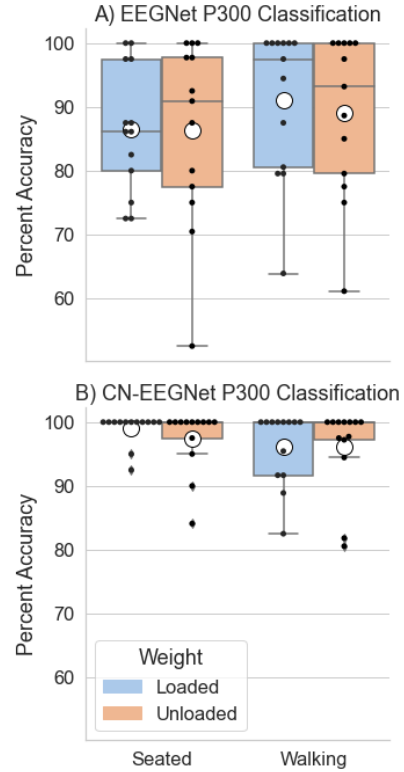 A) EEGNet P300 Classification
100
90
80
70
60
Percent Accuracy
B) CN-EEGNet P300 Classification
100
90
80
70
60
Percent Accuracy
Weight
Loaded
Unloaded
Seated
Walking